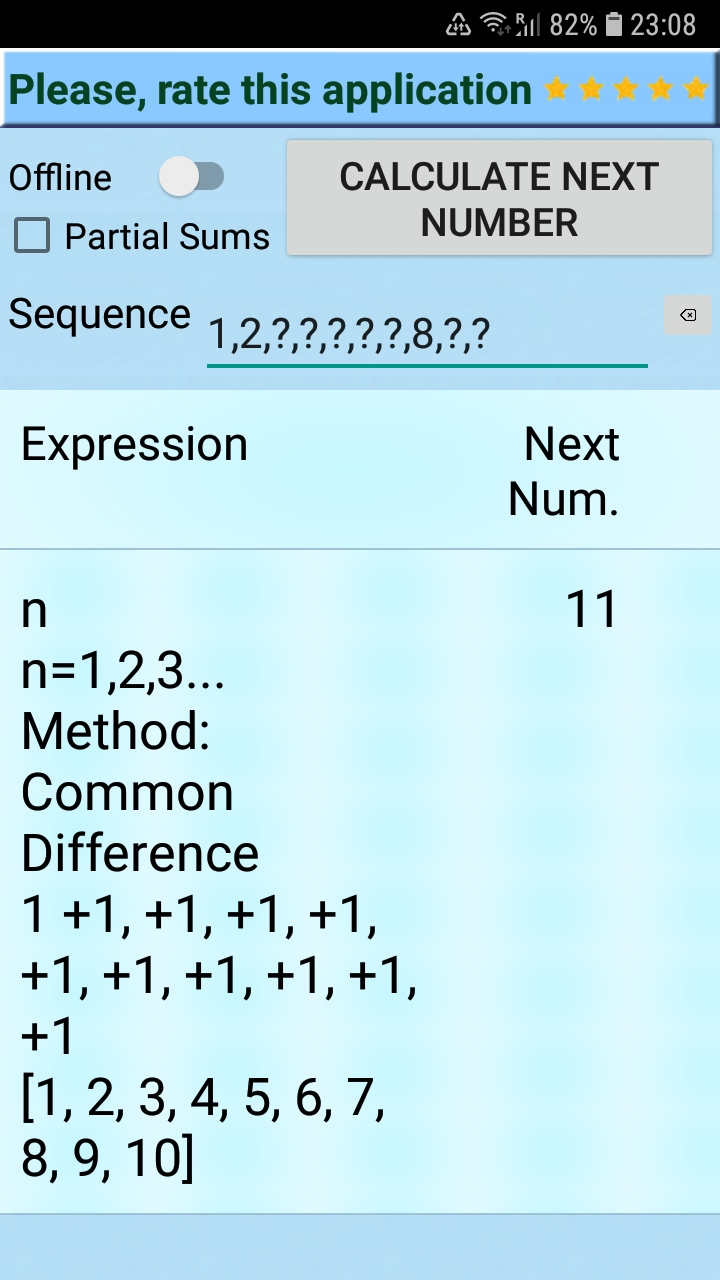 R 82% 23:08
Please, rate this application
Offline
CALCULATE NEXT
NUMBER
Partial Sums
Sequence 1,2,?,?,?,?,?,8,?,?
Expression Next
Num.
n 11
n=1,2,3...
Method:
Common
Difference
1 +1, +1, +1, +1,
+1, +1, +1, +1, +1,
+1
[1, 2, 3, 4, 5, 6, 7,
8, 9, 10]